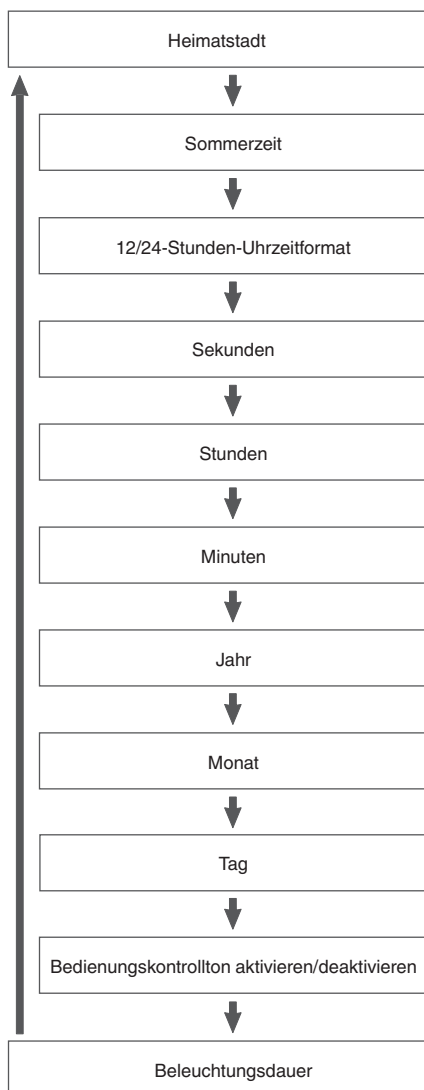 Heimatstadt
Sommerzeit
12/24-Stunden-Uhrzeitformat
Sekunden
Stunden
Minuten
Jahr
Monat
Tag
Bedienungskontrollton aktivieren/deaktivieren
Beleuchtungsdauer